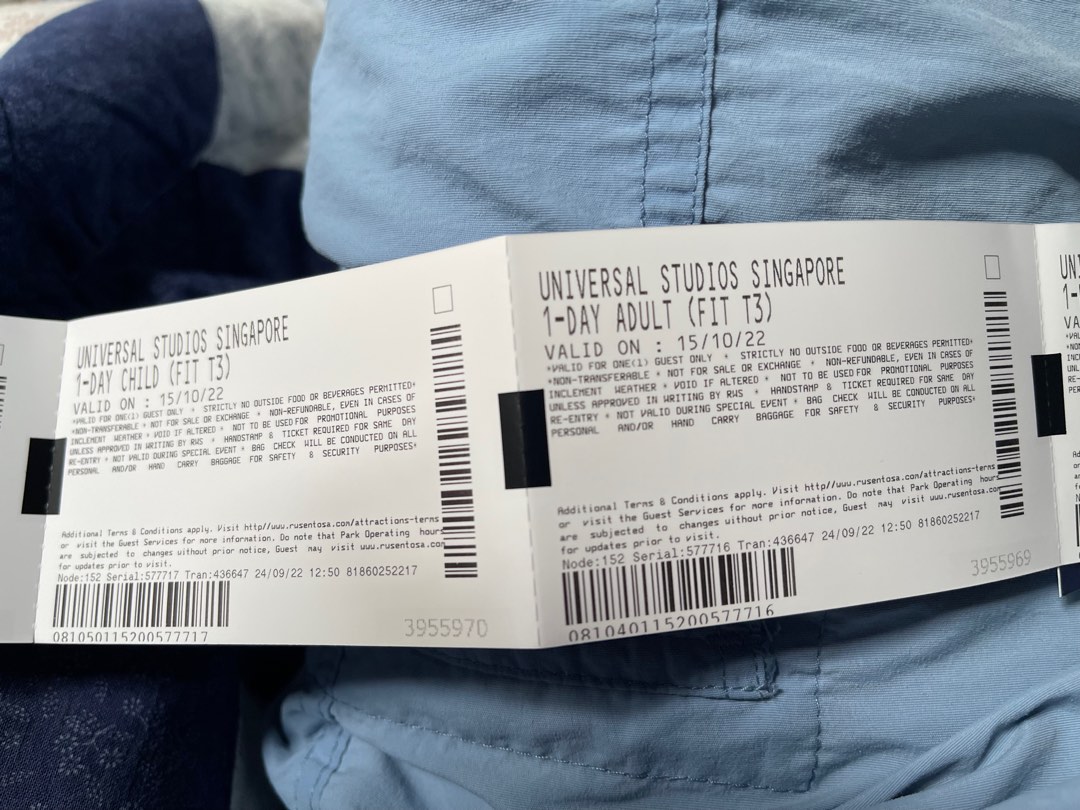 UNIVERSAL STUDIOS SINGAPORE
1-DAY CHILD (FIT T3)
VALID ON : 15/10/22
*VALID FOR ONE(1) GUEST ONLY * STRICTLY NO OUTSIDE FOOD OR BEVERAGES PERMITTED*
*NON-TRANSFERABLE * NOT FOR SALE OR EXCHANGE * NON-REFUNDABLE, EVEN IN CASES OF
INCLEMENT WEATHER * VOID IF ALTERED * NOT TO BE USED FOR PROMOTIONAL PURPOSES
UNLESS APPROVED IN WRITING BY RWS * HANDSTAMP & TICKET REQUIRED FOR SAME DAY
RE-ENTRY * NOT VALID DURING SPECIAL EVENT * BAG CHECK WILL BE CONDUCTED ON ALL
PERSONAL AND/OR HAND CARRY BAGGAGE FOR SAFETY & SECURITY PURPOSES*
Additional Terms & Conditions apply. Visit http//www.rwsentosa.com/attractions-terms
or visit the Guest Services for more information. Do note that Park Operating hours
are subjected to changes without prior notice, Guest may visit www.rwsentosa.com
for updates prior to visit.
Node:152 Serial:577717 Tran:436647 24/09/22 12:50 81860252217
081050115200577717
3955970
UNIVERSAL STUDIOS SINGAPORE
1-DAY ADULT (FIT T3)
VALID ON : 15/10/22
*VALID FOR ONE(1) GUEST ONLY * STRICTLY NO OUTSIDE FOOD OR BEVERAGES PERMITTED*
*NON-TRANSFERABLE * NOT FOR SALE OR EXCHANGE * NON-REFUNDABLE, EVEN IN CASES OF
INCLEMENT WEATHER * VOID IF ALTERED * NOT TO BE USED FOR PROMOTIONAL PURPOSES
UNLESS APPROVED IN WRITING BY RWS * HANDSTAMP & TICKET REQUIRED FOR SAME DAY
RE-ENTRY * NOT VALID DURING SPECIAL EVENT * BAG CHECK WILL BE CONDUCTED ON ALL
PERSONAL AND/OR HAND CARRY BAGGAGE FOR SAFETY & SECURITY PURPOSES*
Additional Terms & Conditions apply. Visit http//www.rwsentosa.com/attractions-terms
or visit the Guest Services for more information. Do note that Park Operating hours
are subjected to changes without prior notice, Guest may visit www.rwsentosa.com
for updates prior to visit.
Node:152 Serial:577716 Tran:436647 24/09/22 12:50 81860252217
081040115200577716
3955969